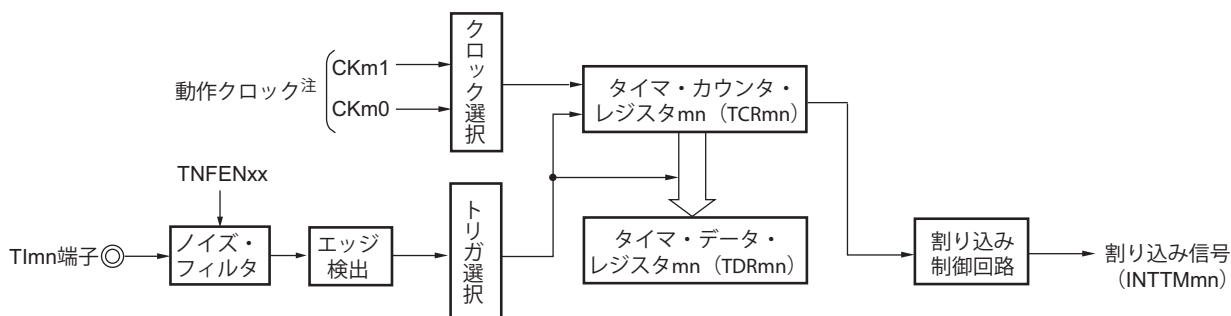 動作クロック注
CKm1
CKm0
クロック選択
タイマ・カウンタ・
レジスタmn（TCRmn）
TNFENxx
TImn端子
ノイズ・
フィルタ
エッジ
検出
トリガ選択
タイマ・データ・
レジスタmn（TDRmn）
割り込み
制御回路
割り込み信号
（INTTMmn）